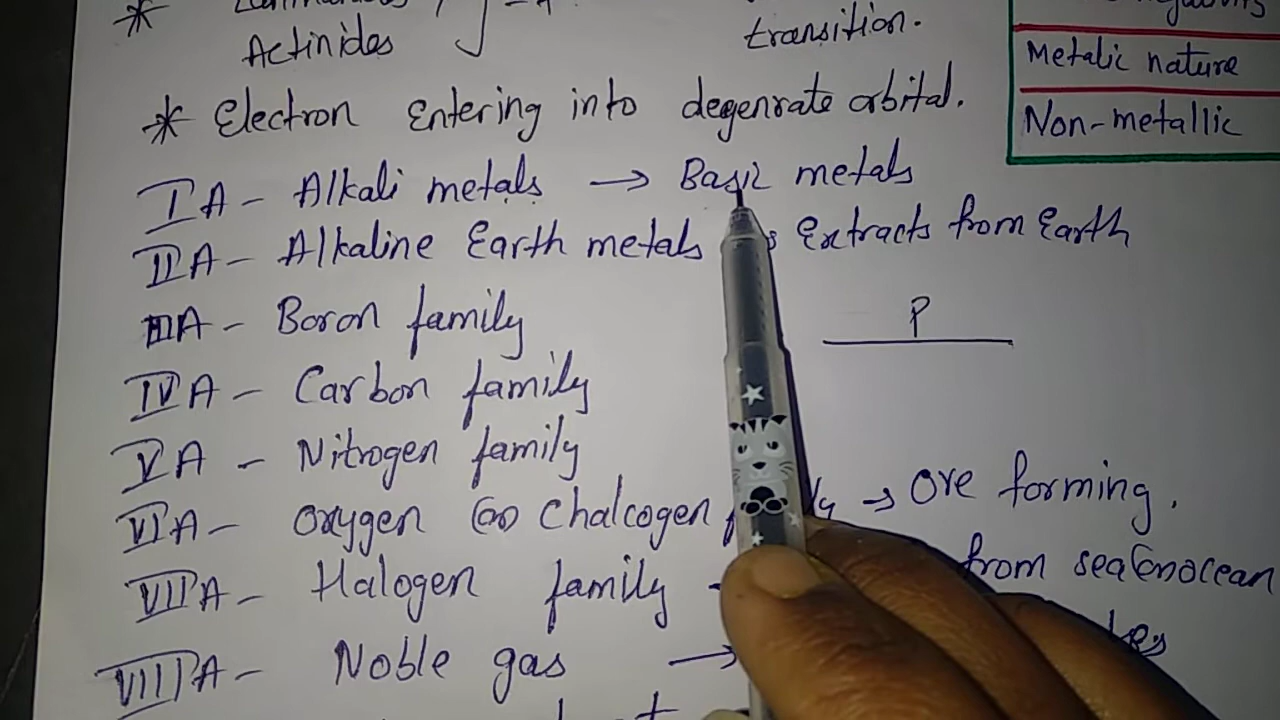 *
Actinides
transition.
Metalic nature
Non-metallic
* Electron Entering into degenrate orbital.
IA - Alkali metals → Basic metals
IIA - Alkaline Earth metals Extracts from Earth
IIIA - Boron family
P
IVA - Carbon family
VA - Nitrogen family
VIA - Oxygen (or) Chalcogen → Ore forming.
VIIA - Halogen family from sea (or) ocean
VIIIA - Noble gas →